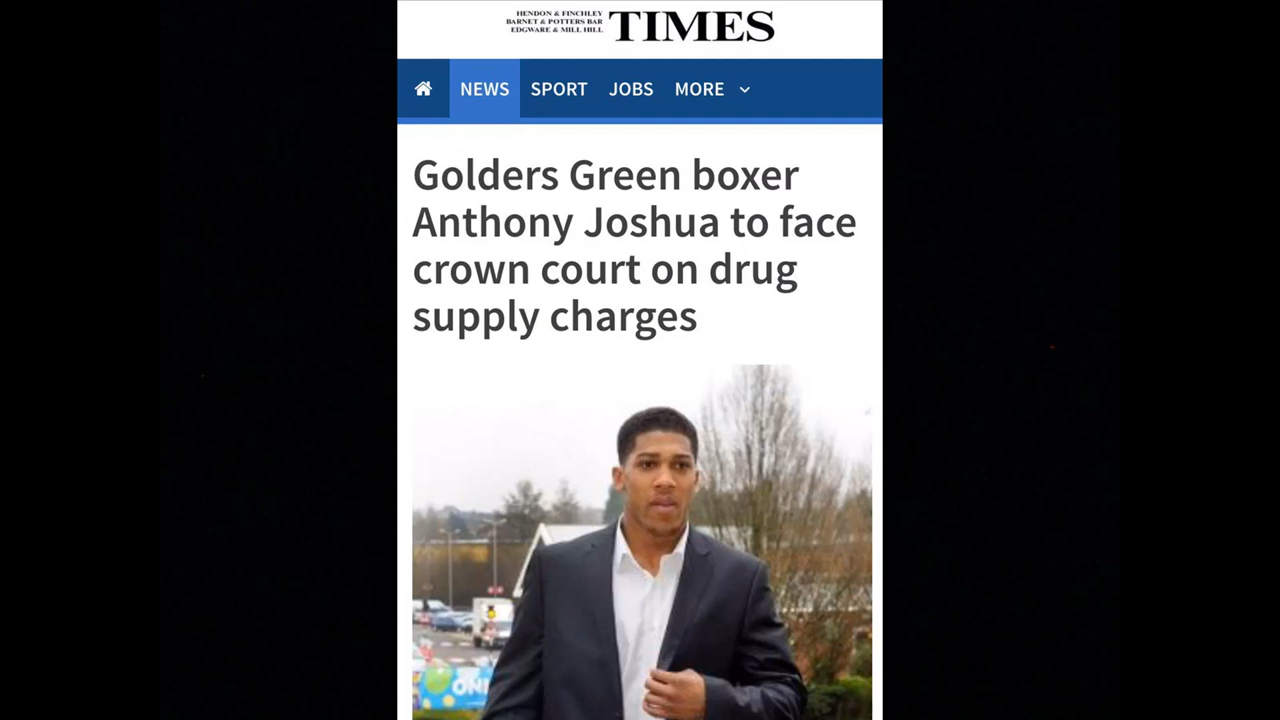 HENDON & FINCHLEY
BARNET & POTTERS BAR
EDGWARE & MILL HILL
TIMES
NEWS SPORT JOBS MORE
Golders Green boxer
Anthony Joshua to face
crown court on drug
supply charges
ON